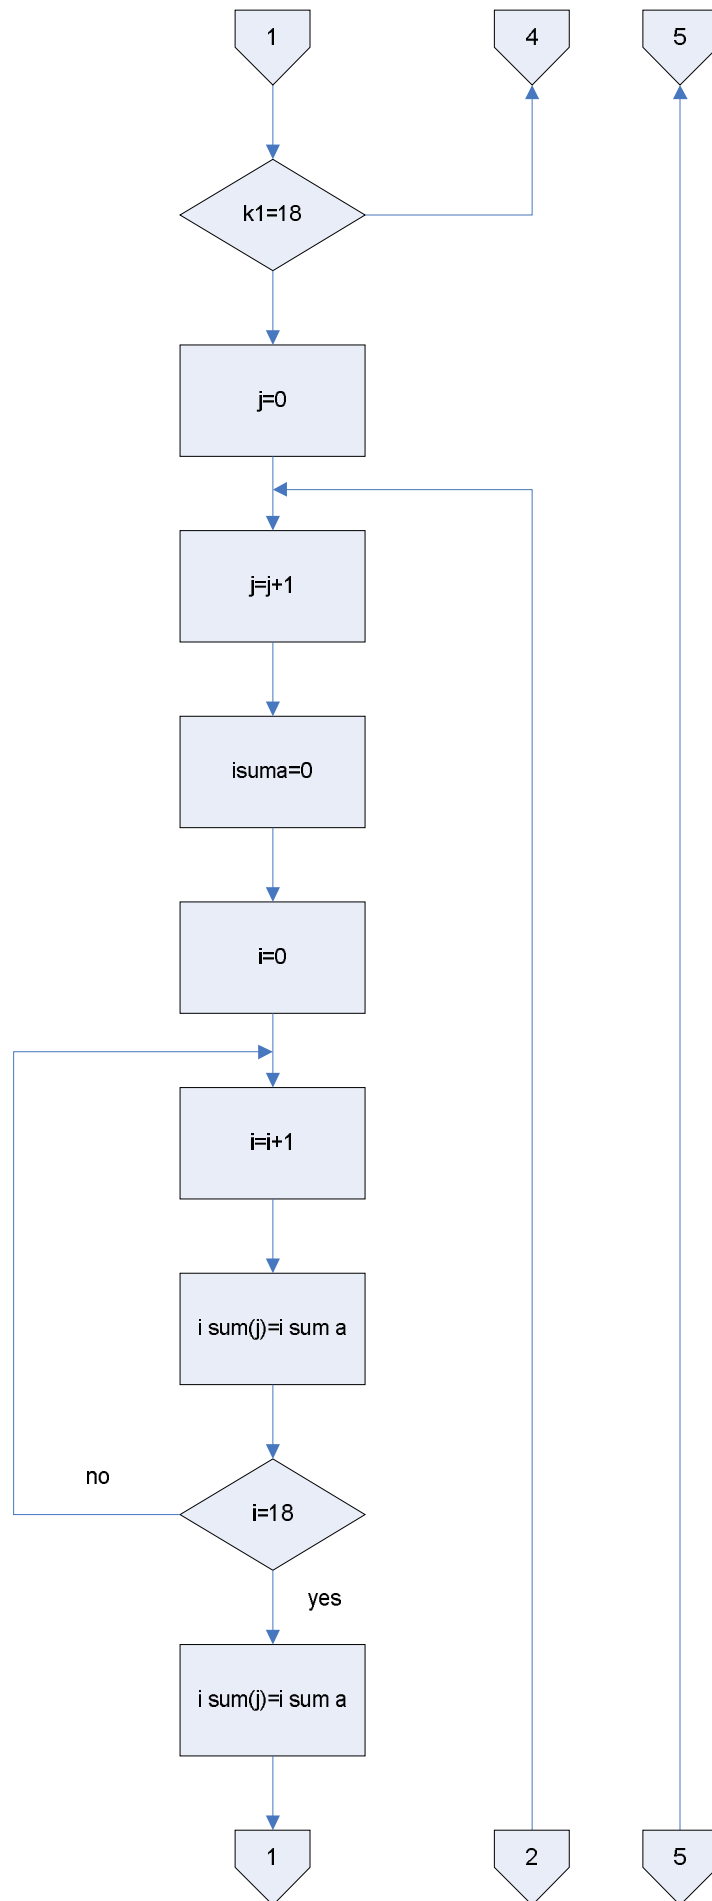 1 4 5
k1=18
j=0
j=j+1
isuma=0
i=0
i=i+1
i sum(j)=i sum a
no
i=18
yes
i sum(j)=i sum a
1 2 5